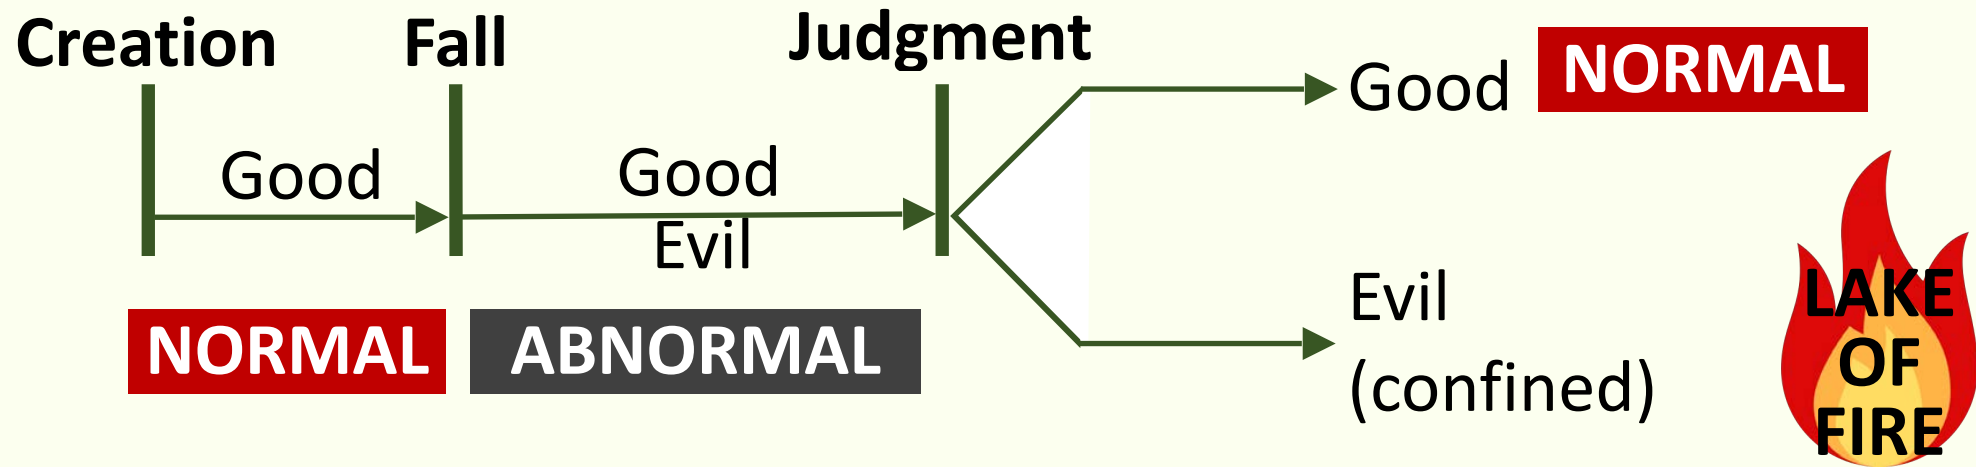 Creation
Fall
Judgment
Good
NORMAL
Good
Good
Evil
Evil
(confined)
NORMAL
ABNORMAL
LAKE
OF
FIRE